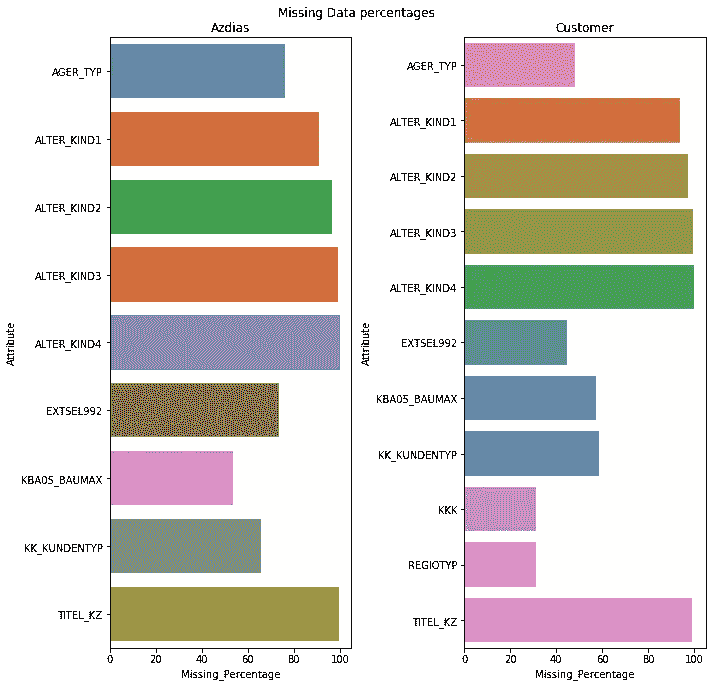 Missing Data percentages
Azdias
AGER_TYP
ALTER_KIND1
ALTER_KIND2
ALTER_KIND3
ALTER_KIND4
EXTSEL992
KBA05_BAUMAX
KK_KUNDENTYP
TITEL_KZ
Attribute
0 20 40 60 80 100
Missing_Percentage
Customer
AGER_TYP
ALTER_KIND1
ALTER_KIND2
ALTER_KIND3
ALTER_KIND4
EXTSEL992
KBA05_BAUMAX
KK_KUNDENTYP
KKK
REGIOTYP
TITEL_KZ
Attribute
0 20 40 60 80 100
Missing_Percentage